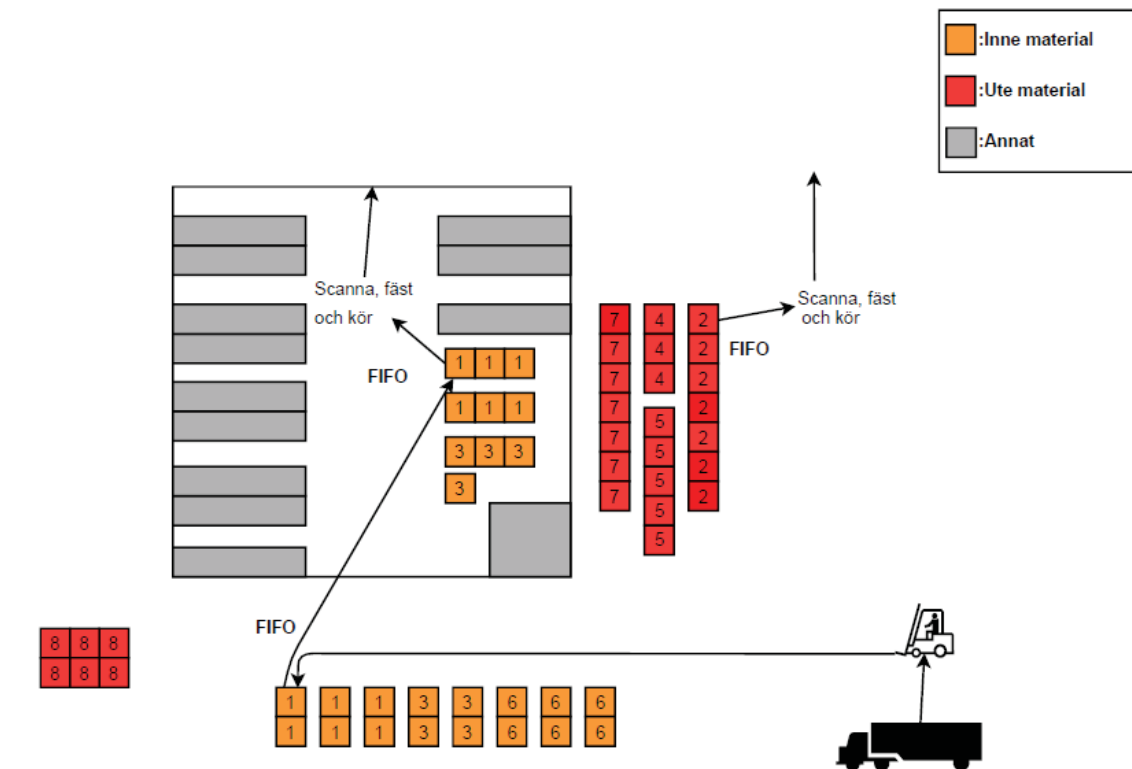 :Inne material
:Ute material
:Annat
Scanna, fäst
och kör
Scanna, fäst
och kör
FIFO
FIFO
1 1 1
1 1 1
3 3 3
3
7 4 2
7 4 2
7 4 2
7 2
7 5 2
7 5 2
7 5 2
5
5
FIFO
8 8 8
8 8 8
1 1 1 3 3 6 6 6
1 1 1 3 3 6 6 6